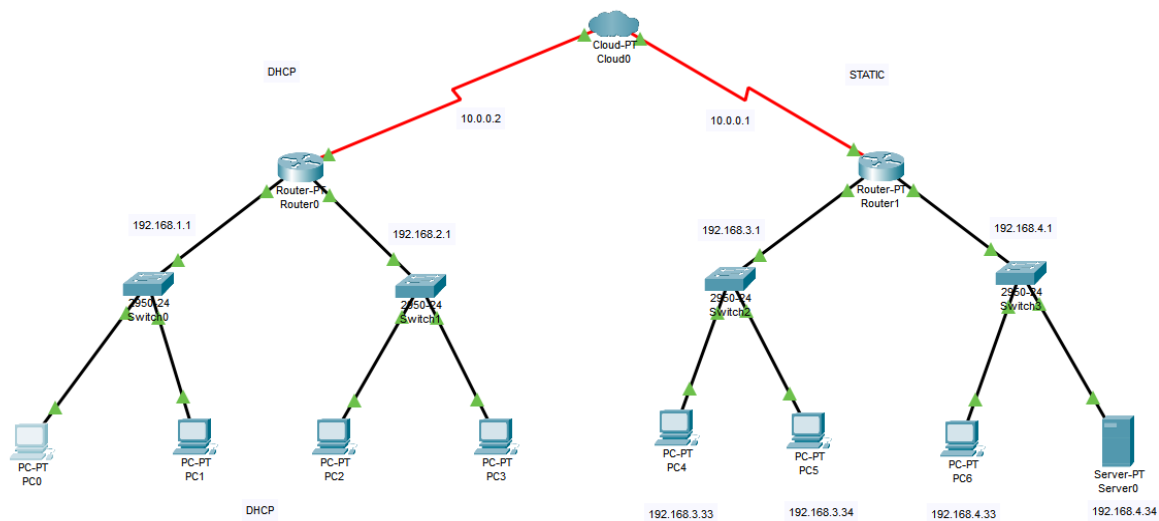 Cloud-PT
Cloud0
DHCP
STATIC
10.0.0.2
10.0.0.1
Router-PT
Router0
Router-PT
Router1
192.168.1.1
192.168.2.1
192.168.3.1
192.168.4.1
2950-24
Switch0
2950-24
Switch1
2950-24
Switch2
2950-24
Switch3
PC-PT
PC0
PC-PT
PC1
PC-PT
PC2
PC-PT
PC3
PC-PT
PC4
PC-PT
PC5
PC-PT
PC6
Server-PT
Server0
DHCP
192.168.3.33
192.168.3.34
192.168.4.33
192.168.4.34